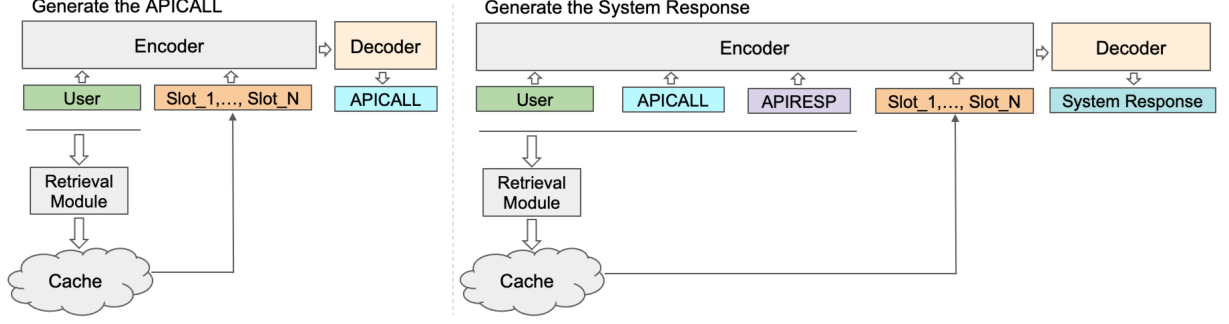 Generate the APICALL
Encoder
Decoder
User
Slot_1,..., Slot_N
APICALL
Retrieval
Module
Cache
Generate the System Response
Encoder
Decoder
User
APICALL
APIRESP
Slot_1,..., Slot_N
System Response
Retrieval
Module
Cache